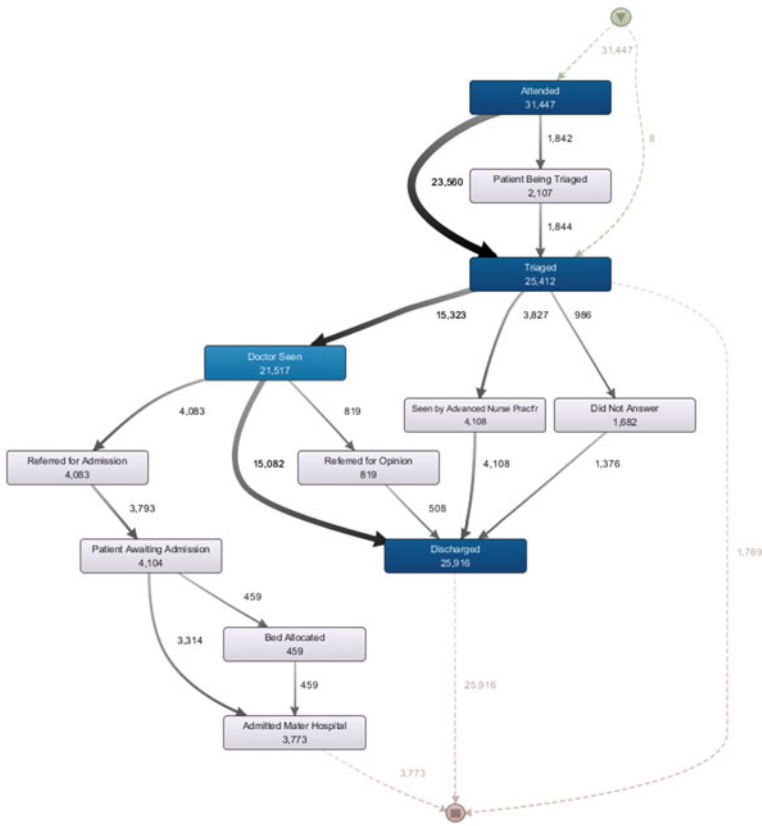 31,447
Attended
31,447
1,842
8
23,560
Patient Being Triaged
2,107
1,844
Triaged
25,412
15,323
3,827
986
Doctor Seen
21,517
4,083
819
Seen by Advanced Nurse Pract'r
4,108
Did Not Answer
1,682
Referred for Admission
4,083
15,082
Referred for Opinion
819
4,108
1,376
3,793
508
Patient Awaiting Admission
4,104
Discharged
25,916
1,769
459
3,314
Bed Allocated
459
459
25,916
Admitted Mater Hospital
3,773
3,773